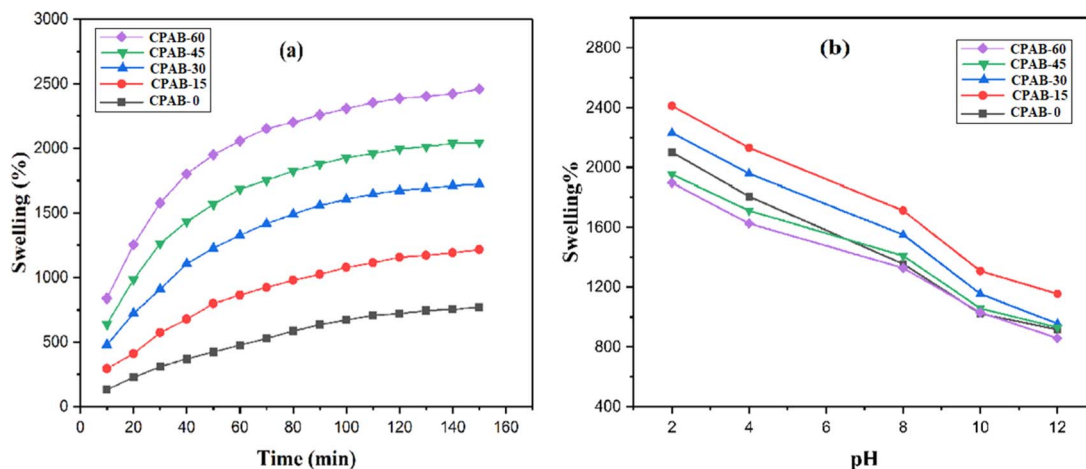 3000
2500
2000
1500
1000
500
0
Swelling (%)
CPAB-60
CPAB-45
CPAB-30
CPAB-15
CPAB- 0
(a)
0 20 40 60 80 100 120 140 160
Time (min)
2800
2400
2000
1600
1200
800
400
Swelling%
(b)
CPAB-60
CPAB-45
CPAB-30
CPAB-15
CPAB- 0
2 4 6 8 10 12
pH